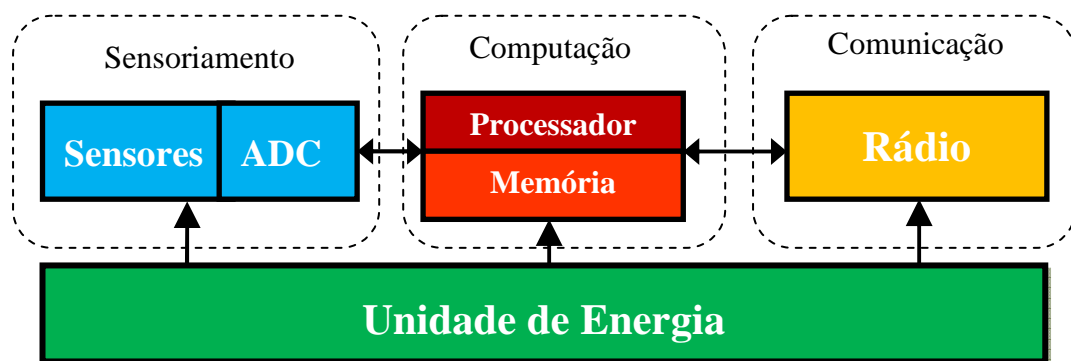 Sensoriamento
Computação
Comunicação
Sensores
ADC
Processador
Memória
Rádio
Unidade de Energia